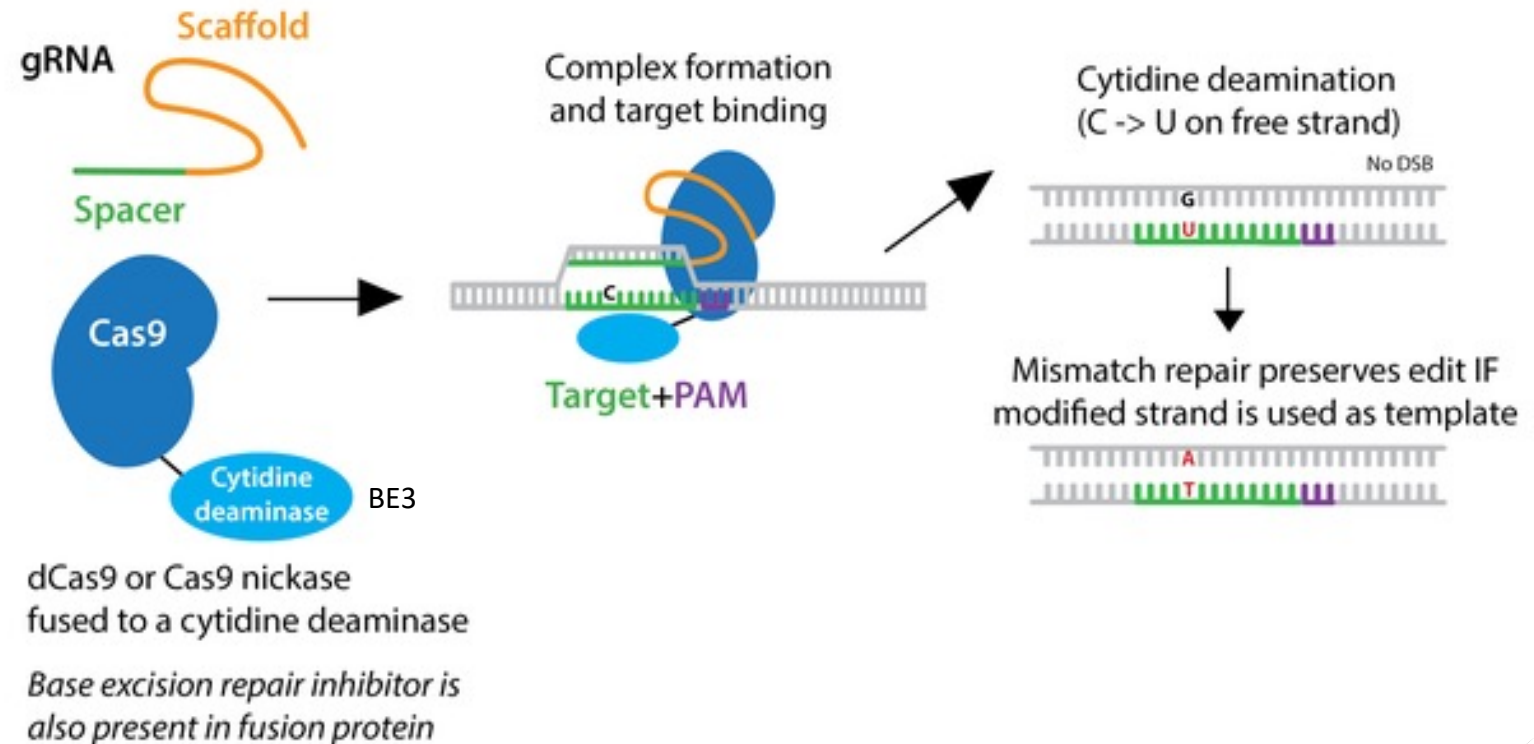 Scaffold
gRNA
Spacer
Cas9
Cytidine
deaminase
BE3
dCas9 or Cas9 nickase
fused to a cytidine deaminase
Base excision repair inhibitor is
also present in fusion protein
Complex formation
and target binding
C
Target+PAM
Cytidine deamination
(C -> U on free strand)
No DSB
G
U
Mismatch repair preserves edit IF
modified strand is used as template
A
T